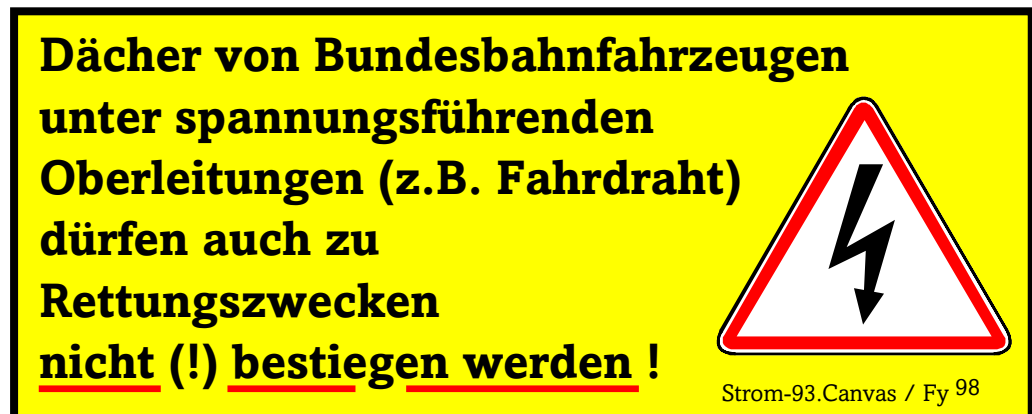 Dächer von Bundesbahnfahrzeugen
unter spannungsführenden
Oberleitungen (z.B. Fahrdraht)
dürfen auch zu
Rettungszwecken
nicht (!) bestiegen werden !
Strom-93.Canvas / Fy 98